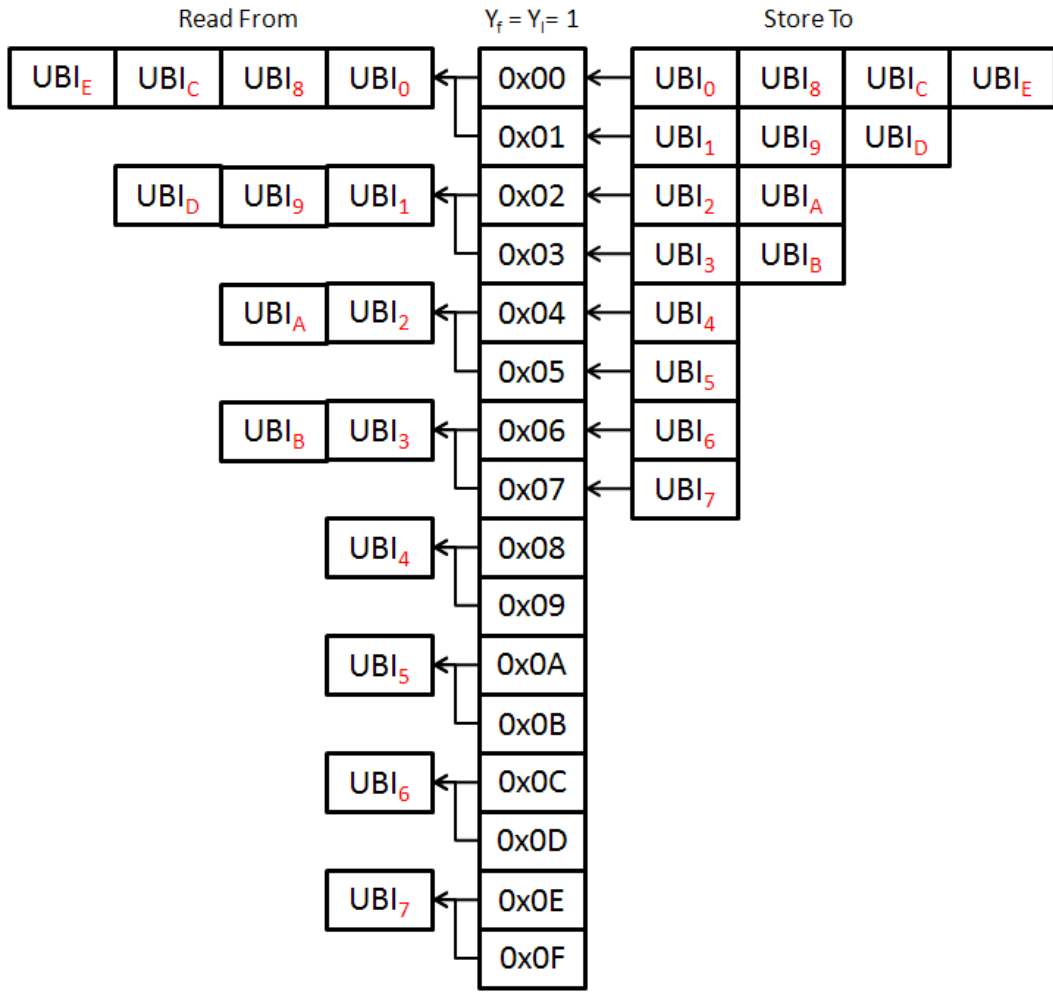 Read From Y_f = Y_l= 1 Store To
UBI_E UBI_C UBI_8 UBI_0 0x00 UBI_0 UBI_8 UBI_C UBI_E
0x01 UBI_1 UBI_9 UBI_D
UBI_D UBI_9 UBI_1 0x02 UBI_2 UBI_A
0x03 UBI_3 UBI_B
UBI_A UBI_2 0x04 UBI_4
0x05 UBI_5
UBI_B UBI_3 0x06 UBI_6
0x07 UBI_7
UBI_4 0x08
0x09
UBI_5 0x0A
0x0B
UBI_6 0x0C
0x0D
UBI_7 0x0E
0x0F